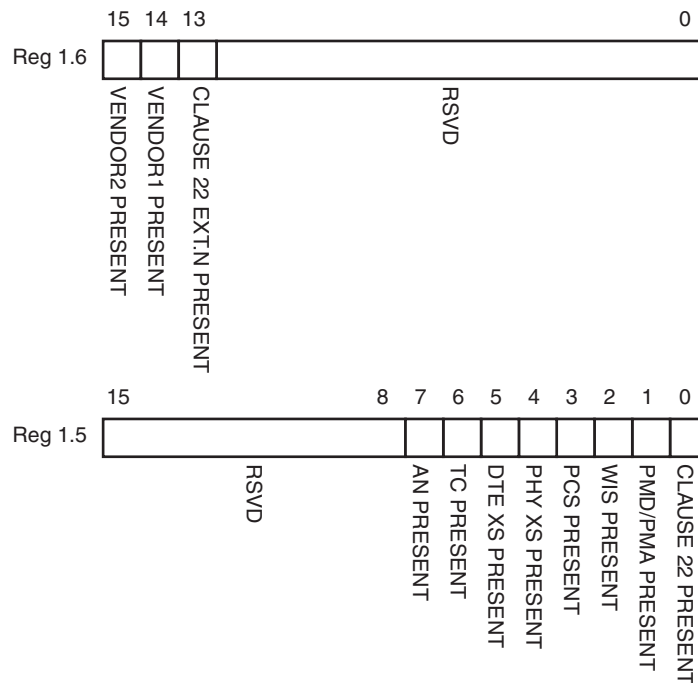 15 14 13 0
Reg 1.6
VENDOR2 PRESENT
VENDOR1 PRESENT
CLAUSE 22 EXT.N PRESENT
RSVD
15 8 7 6 5 4 3 2 1 0
Reg 1.5
RSVD
AN PRESENT
TC PRESENT
DTE XS PRESENT
PHY XS PRESENT
PCS PRESENT
WIS PRESENT
PMD/PMA PRESENT
CLAUSE 22 PRESENT